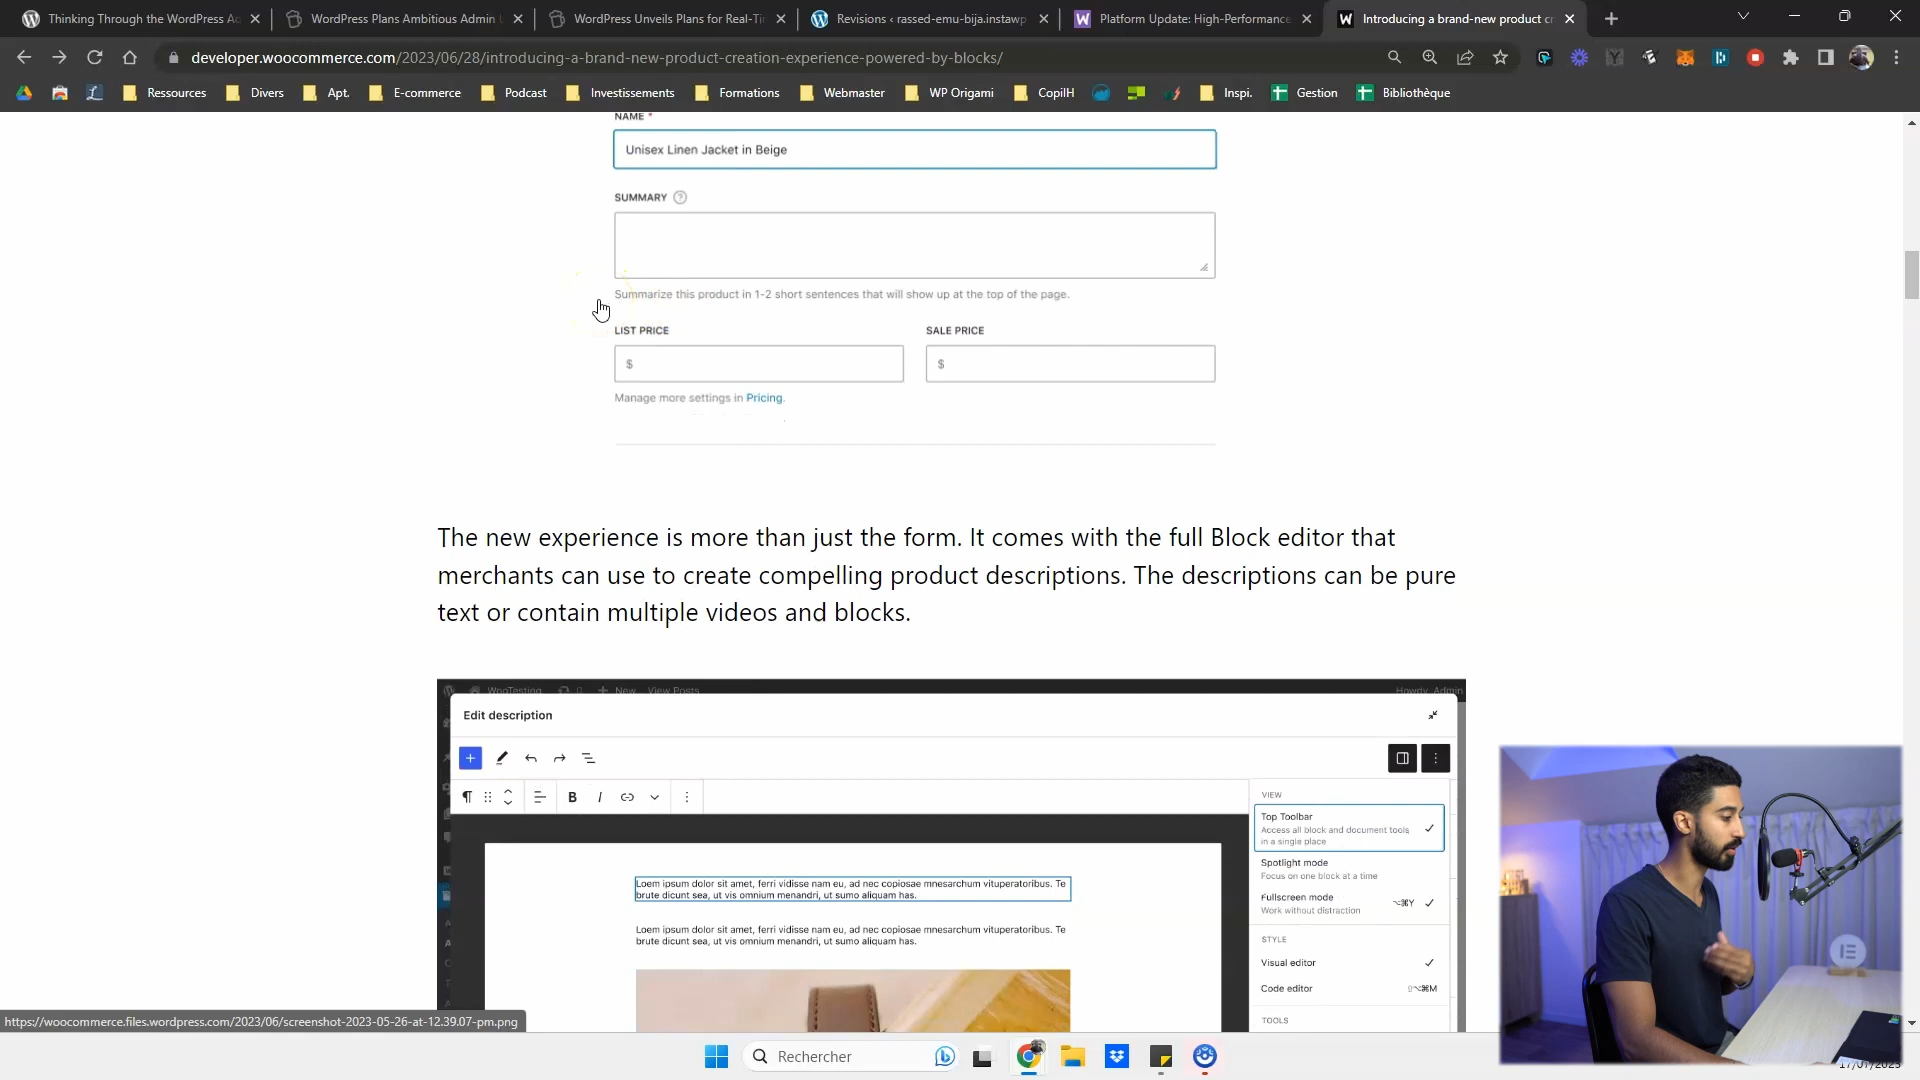 Thinking Through the WordPress Ad
WordPress Plans Ambitious Admin
WordPress Unveils Plans for Real-Ti
Revisions ‹ rassed-emu-bija.instawp
Platform Update: High-Performance
Introducing a brand-new product cr
developer.woocommerce.com/2023/06/28/introducing-a-brand-new-product-creation-experience-powered-by-blocks/
Ressources
Divers
Apt.
E-commerce
Podcast
Investissements
Formations
Webmaster
WP Origami
CopilH
Inspi.
Gestion
Bibliothèque
NAME *
Unisex Linen Jacket in Beige
SUMMARY ?
Summarize this product in 1-2 short sentences that will show up at the top of the page.
LIST PRICE
SALE PRICE
$
$
Manage more settings in Pricing.
The new experience is more than just the form. It comes with the full Block editor that
merchants can use to create compelling product descriptions. The descriptions can be pure
text or contain multiple videos and blocks.
WooTesting 0 + New View Posts
Howdy, Admin
Edit description
B I
VIEW
Top Toolbar
Access all block and document tools
in a single place
Spotlight mode
Focus on one block at a time
Fullscreen mode
Work without distraction
⌥⌘Y
STYLE
Visual editor
Code editor
⇧⌥⌘M
TOOLS
Loem ipsum dolor sit amet, ferri vidisse nam eu, ad nec copiosae mnesarchum vituperatoribus. Te
brute dicunt sea, ut vis omnium menandri, ut sumo aliquam has.
Loem ipsum dolor sit amet, ferri vidisse nam eu, ad nec copiosae mnesarchum vituperatoribus. Te
brute dicunt sea, ut vis omnium menandri, ut sumo aliquam has.
https://woocommerce.files.wordpress.com/2023/06/screenshot-2023-05-26-at-12.39.07-pm.png
Rechercher
17/07/2023